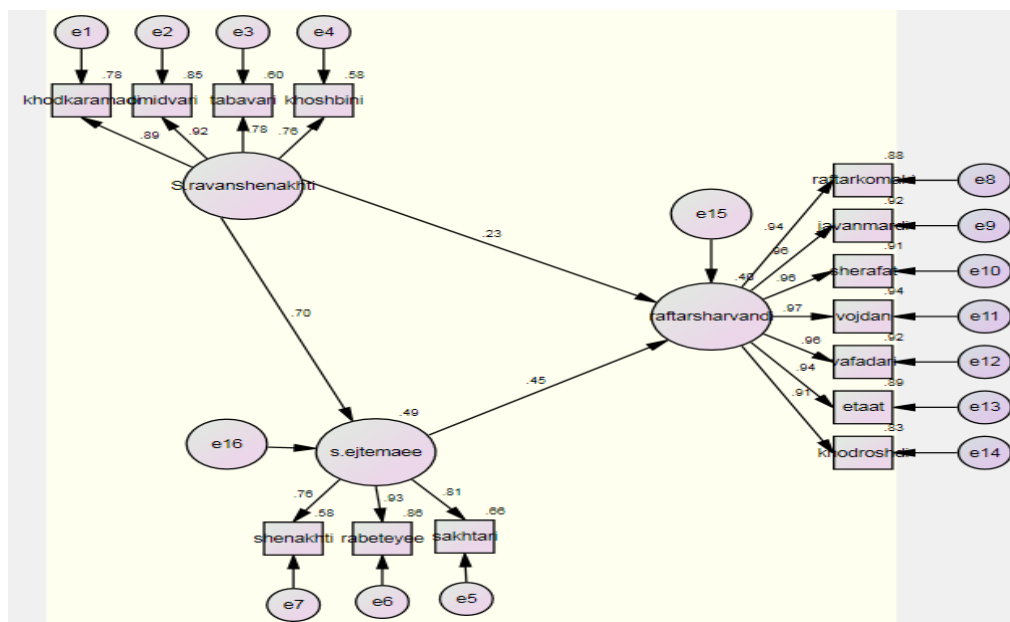 e1 e2 e3 e4
.78 .85 .60 .58
khodkaramadi omidvari tabavari khoshbini
.89 .92 .78 .76
S.ravanshenakhti
.88
raftarkomaki e8
e15
.23
.94
.92
javanmardi e9
.96
.91
sherafat e10
.96
.40
.94
raftarsharvandi
.97
vojdan e11
.70
.96
.92
vafadari e12
.94
.89
etaat e13
.45
.91
.83
khodroshdi e14
.49
e16
s.ejtemaee
.76 .93 .81
.58 .86 .66
shenakhti rabeteyee sakhtari
e7 e6 e5